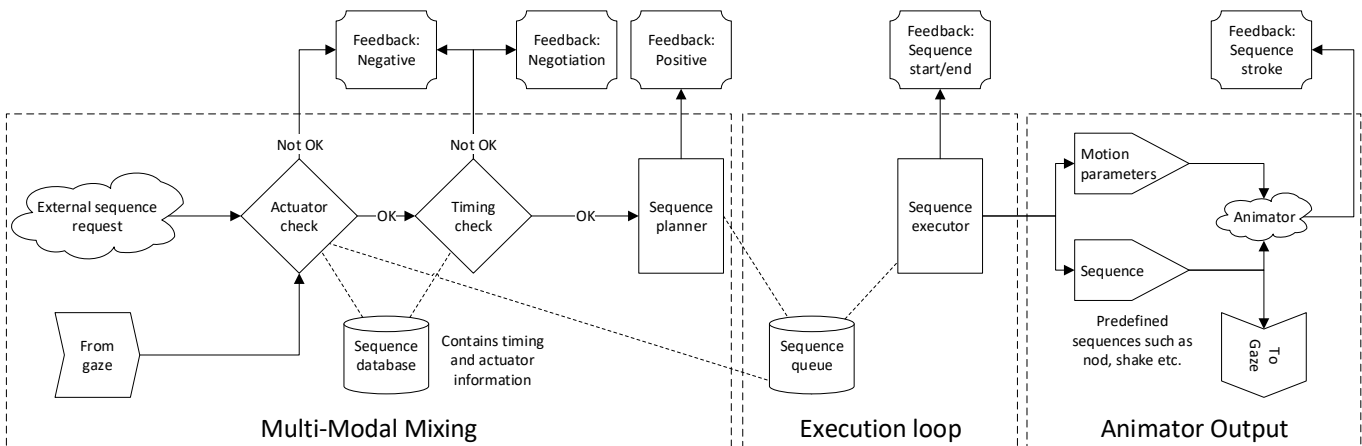 Feedback:
Negative
Feedback:
Negotiation
Feedback:
Positive
Feedback:
Sequence
start/end
Feedback:
Sequence
stroke
Not OK
Not OK
External sequence
request
Actuator
check
OK
Timing
check
OK
Sequence
planner
Sequence
executor
Motion
parameters
Animator
Sequence
From
gaze
Sequence
database
Contains timing
and actuator
information
Sequence
queue
Predefined
sequences such as
nod, shake etc.
To
Gaze
Multi-Modal Mixing
Execution loop
Animator Output